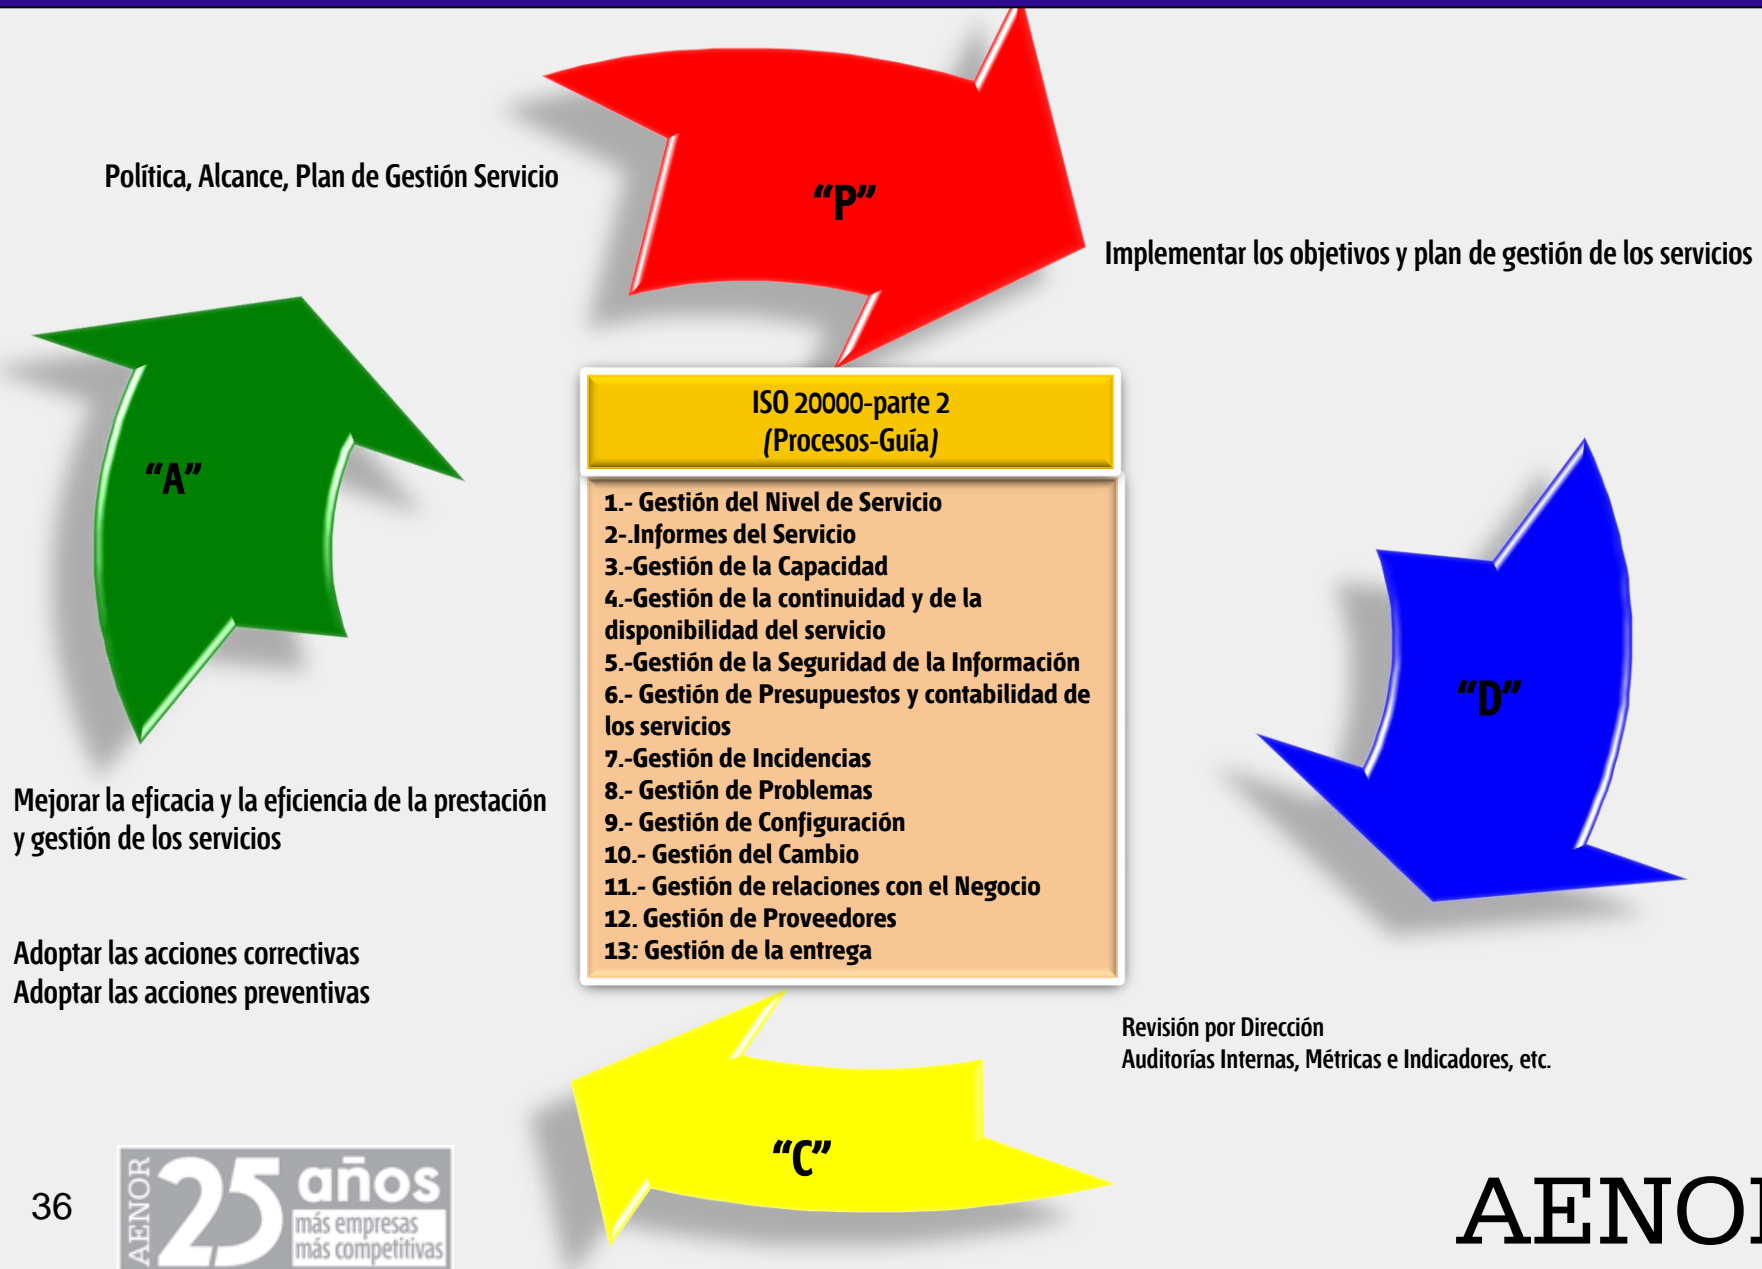 Política, Alcance, Plan de Gestión Servicio
“P”
Implementar los objetivos y plan de gestión de los servicios
“A”
ISO 20000-parte 2
(Procesos-Guía)
1.- Gestión del Nivel de Servicio
2-.Informes del Servicio
3.-Gestión de la Capacidad
4.-Gestión de la continuidad y de la
disponibilidad del servicio
5.-Gestión de la Seguridad de la Información
6.- Gestión de Presupuestos y contabilidad de
los servicios
7.-Gestión de Incidencias
8.- Gestión de Problemas
9.- Gestión de Configuración
10.- Gestión del Cambio
11.- Gestión de relaciones con el Negocio
12. Gestión de Proveedores
13: Gestión de la entrega
“D”
Mejorar la eficacia y la eficiencia de la prestación
y gestión de los servicios
Adoptar las acciones correctivas
Adoptar las acciones preventivas
Revisión por Dirección
Auditorías Internas, Métricas e Indicadores, etc.
“C”
36
AENOR
25 años
más empresas
más competitivas
AENOR